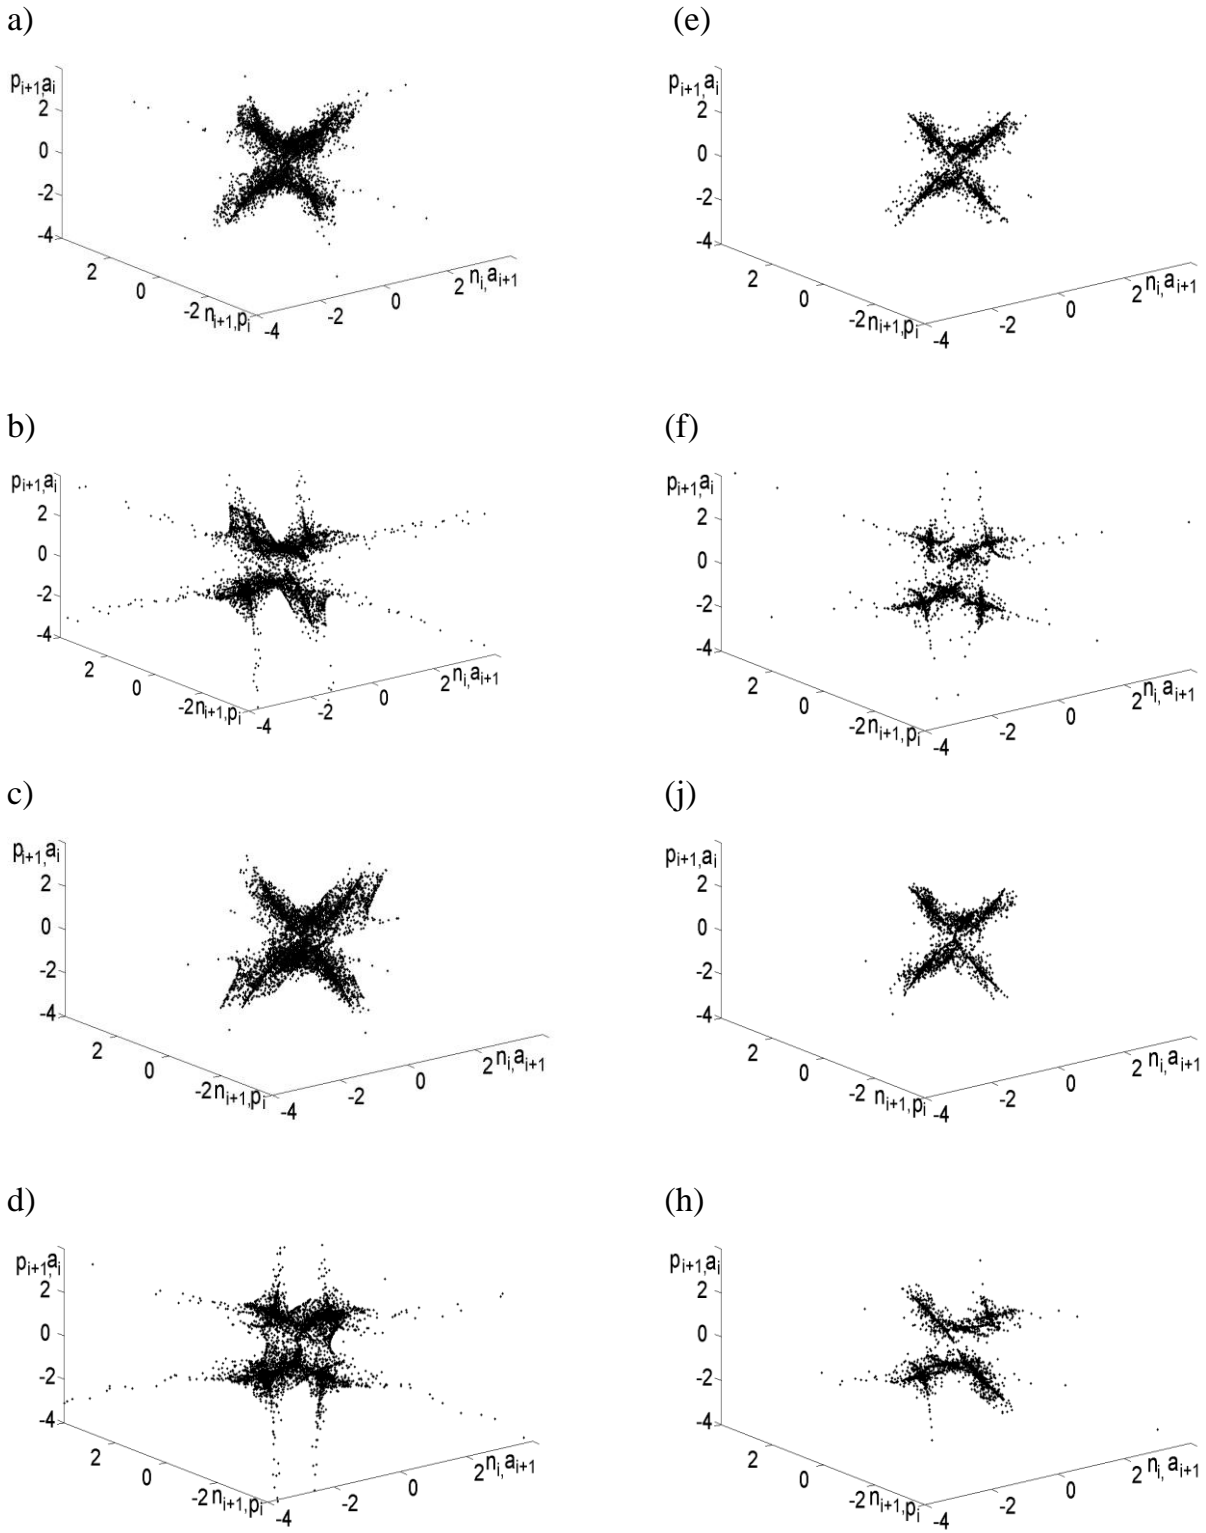 a)
p_{i+1},a_i
2
0
-2
-4
2
0
-2 n_{i+1},p_i
-4
-2
0
2 n_i,a_{i+1}
(e)
p_{i+1},a_i
2
0
-2
-4
2
0
-2 n_{i+1},p_i
-4
-2
0
2 n_i,a_{i+1}
b)
p_{i+1},a_i
2
0
-2
-4
2
0
-2 n_{i+1},p_i
-4
-2
0
2 n_i,a_{i+1}
(f)
p_{i+1},a_i
2
0
-2
-4
2
0
-2 n_{i+1},p_i
-4
-2
0
2 n_i,a_{i+1}
c)
p_{i+1},a_i
2
0
-2
-4
2
0
-2 n_{i+1},p_i
-4
-2
0
2 n_i,a_{i+1}
(j)
p_{i+1},a_i
2
0
-2
-4
2
0
-2 n_{i+1},p_i
-4
-2
0
2 n_i,a_{i+1}
d)
p_{i+1},a_i
2
0
-2
-4
2
0
-2 n_{i+1},p_i
-4
-2
0
2 n_i,a_{i+1}
(h)
p_{i+1},a_i
2
0
-2
-4
2
0
-2 n_{i+1},p_i
-4
-2
0
2 n_i,a_{i+1}